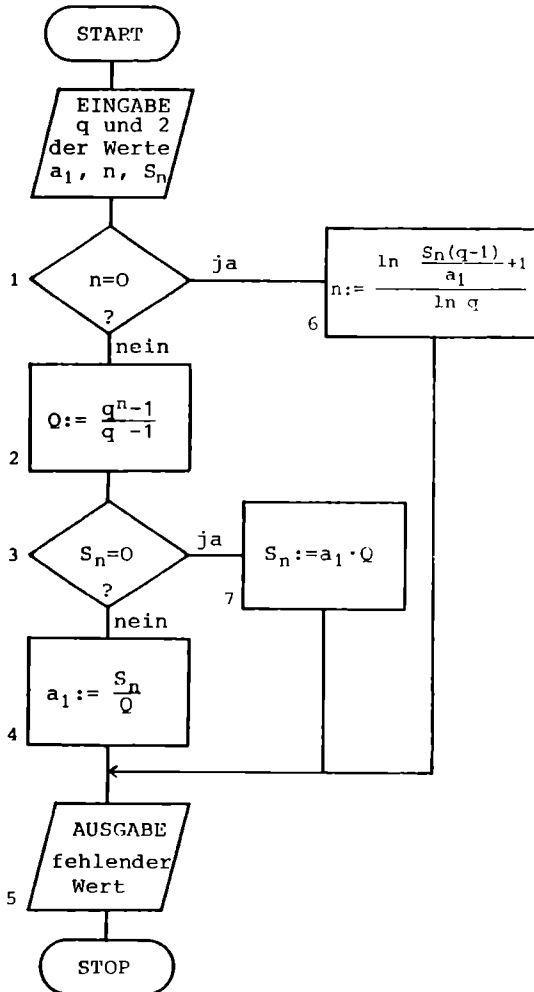 START
EINGABE
q und 2
der Werte
a₁, n, Sₙ
1
n=0
?
ja
nein
n:= ln Sₙ(q-1)/a₁ +1 / ln q
6
Q:= qⁿ-1 / q -1
2
3
Sₙ=0
?
ja
nein
Sₙ:=a₁·Q
7
a₁:= Sₙ/Q
4
AUSGABE
fehlender
Wert
5
STOP